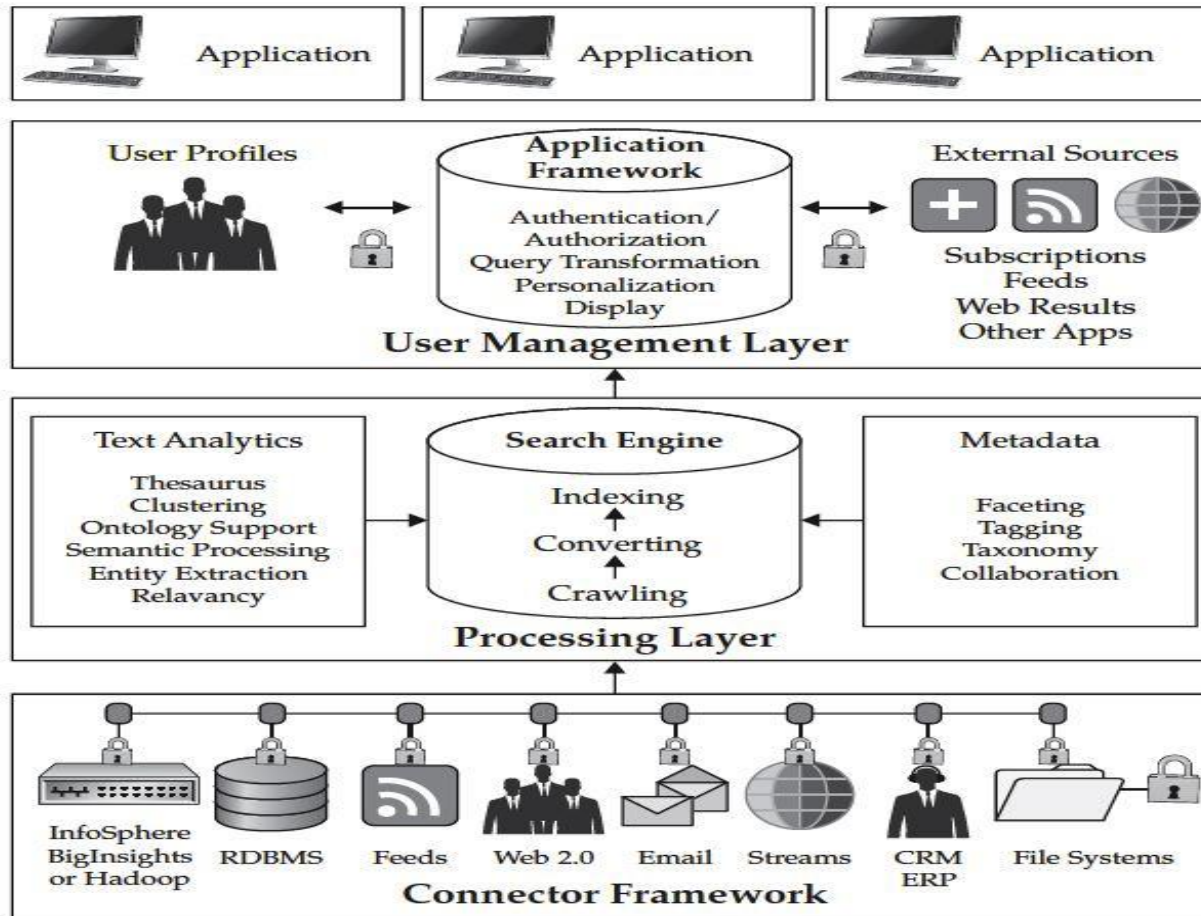 Application
Application
Application
User Profiles
Application
Framework
Authentication/
Authorization
Query Transformation
Personalization
Display
External Sources
Subscriptions
Feeds
Web Results
Other Apps
User Management Layer
Text Analytics
Thesaurus
Clustering
Ontology Support
Semantic Processing
Entity Extraction
Relavancy
Search Engine
Indexing
Converting
Crawling
Metadata
Faceting
Tagging
Taxonomy
Collaboration
Processing Layer
InfoSphere
BigInsights
or Hadoop
RDBMS
Feeds
Web 2.0
Email
Streams
CRM
ERP
File Systems
Connector Framework